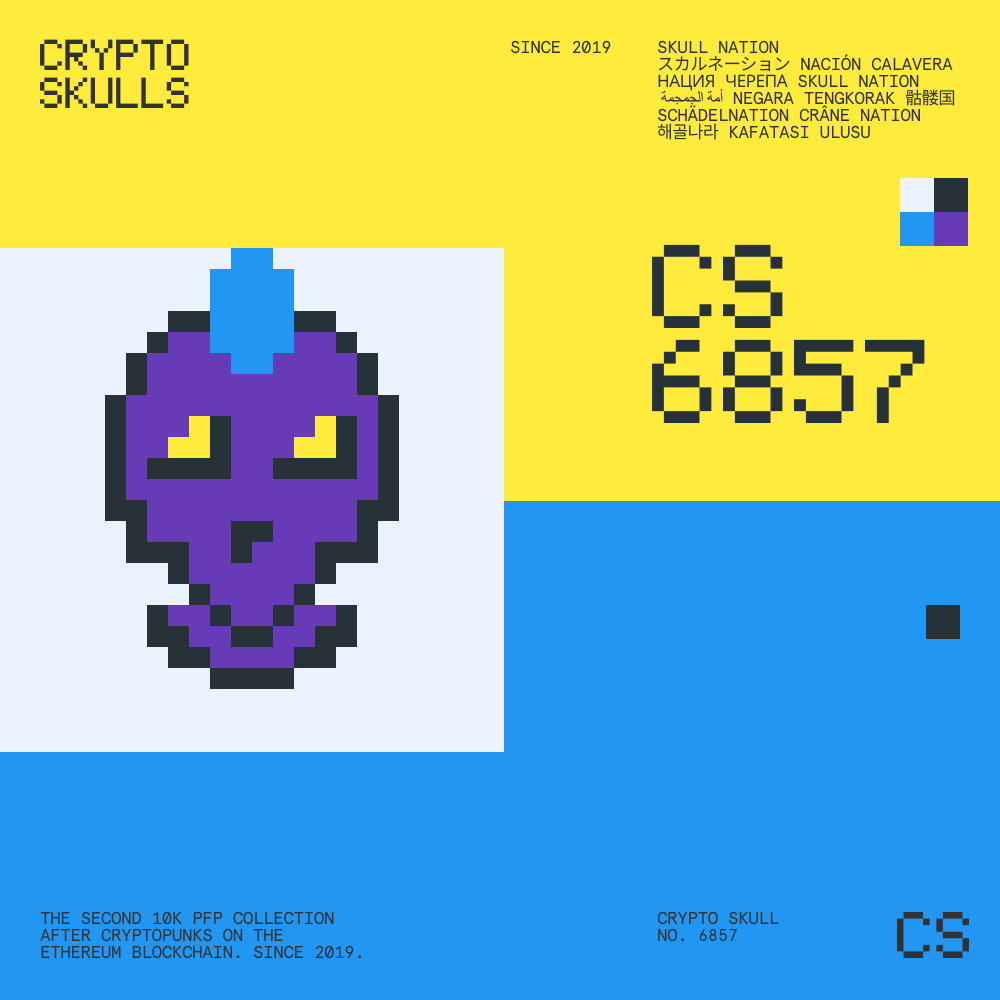 CRYPTO
SKULLS
SINCE 2019
SKULL NATION
スカルネーション NACIÓN CALAVERA
НАЦИЯ ЧЕРЕПА SKULL NATION
أمة الجمجمة NEGARA TENGKORAK 骷髅国
SCHÄDELNATION CRÂNE NATION
해골나라 KAFATASI ULUSU
CS
6857
THE SECOND 10K PFP COLLECTION
AFTER CRYPTOPUNKS ON THE
ETHEREUM BLOCKCHAIN. SINCE 2019.
CRYPTO SKULL
NO. 6857
CS